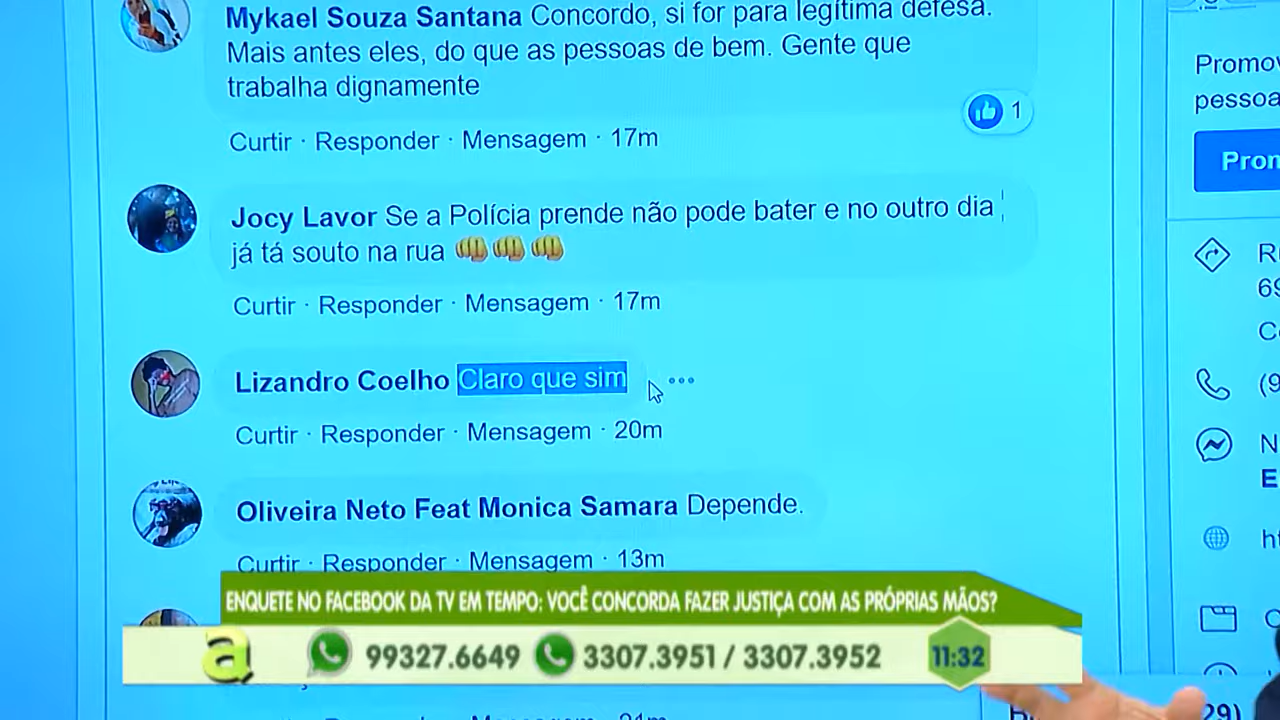 Mykael Souza Santana Concordo, si for para legítima defesa.
Mais antes eles, do que as pessoas de bem. Gente que
trabalha dignamente
1
Curtir · Responder · Mensagem · 17m
Jocy Lavor Se a Polícia prende não pode bater e no outro dia
já tá souto na rua 👊👊👊
Curtir · Responder · Mensagem · 17m
Lizandro Coelho Claro que sim
Curtir · Responder · Mensagem · 20m
Oliveira Neto Feat Monica Samara Depende.
Curtir · Responder · Mensagem · 13m
ENQUETE NO FACEBOOK DA TV EM TEMPO: VOCÊ CONCORDA FAZER JUSTIÇA COM AS PRÓPRIAS MÃOS?
a 99327.6649 3307.3951 / 3307.3952 11:32